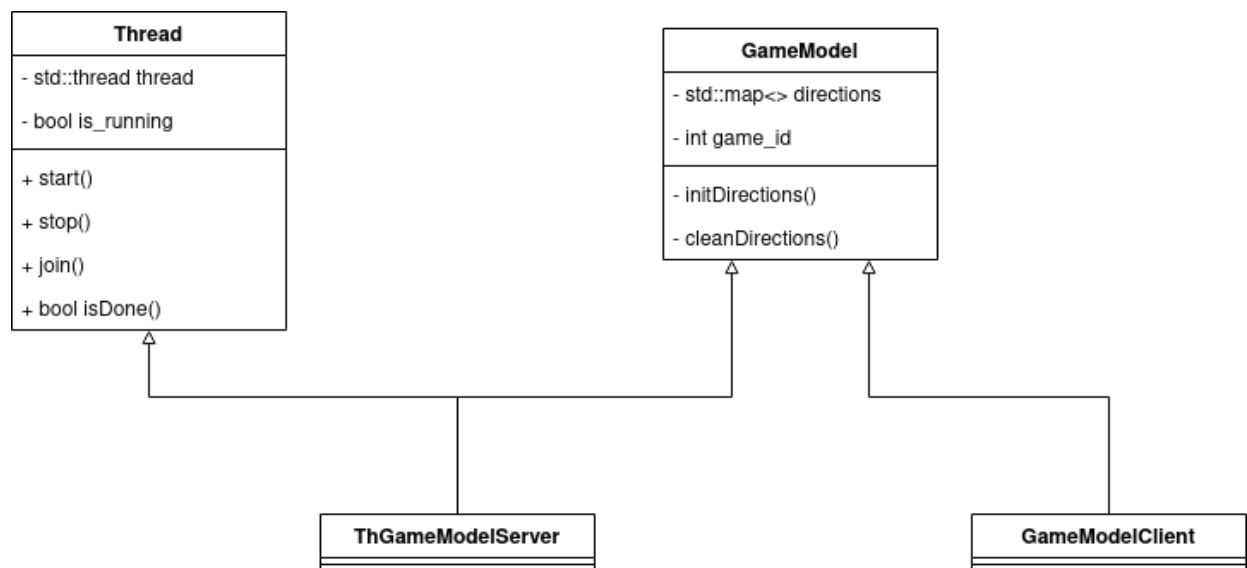 Thread
- std::thread thread
- bool is_running
+ start()
+ stop()
+ join()
+ bool isDone()
GameModel
- std::map<> directions
- int game_id
- initDirections()
- cleanDirections()
ThGameModelServer
GameModelClient